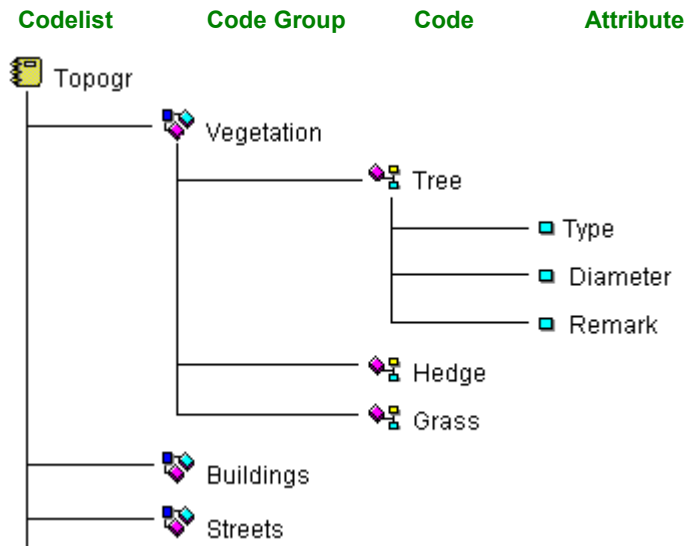 Codelist Code Group Code Attribute
Topogr
Vegetation
Tree
Type
Diameter
Remark
Hedge
Grass
Buildings
Streets